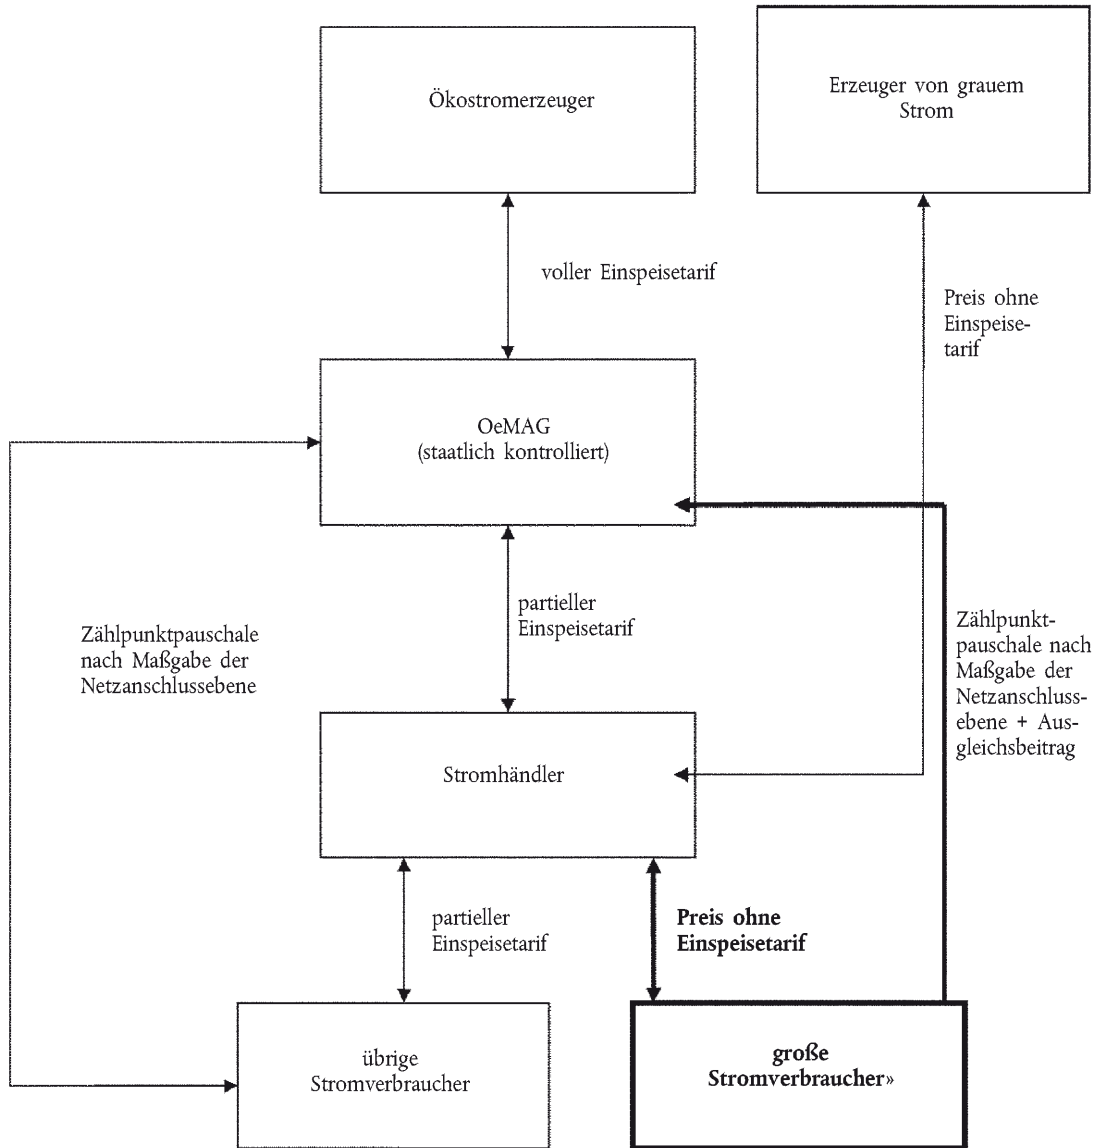 Ökostromerzeuger
Erzeuger von grauem
Strom
voller Einspeisetarif
Preis ohne
Einspeise-
tarif
OeMAG
(staatlich kontrolliert)
partieller
Einspeisetarif
Zählpunktpauschale
nach Maßgabe der
Netzanschlussebene
Zählpunkt-
pauschale nach
Maßgabe der
Netzanschluss-
ebene + Aus-
gleichsbeitrag
Stromhändler
partieller
Einspeisetarif
Preis ohne
Einspeisetarif
übrige
Stromverbraucher
große
Stromverbraucher»